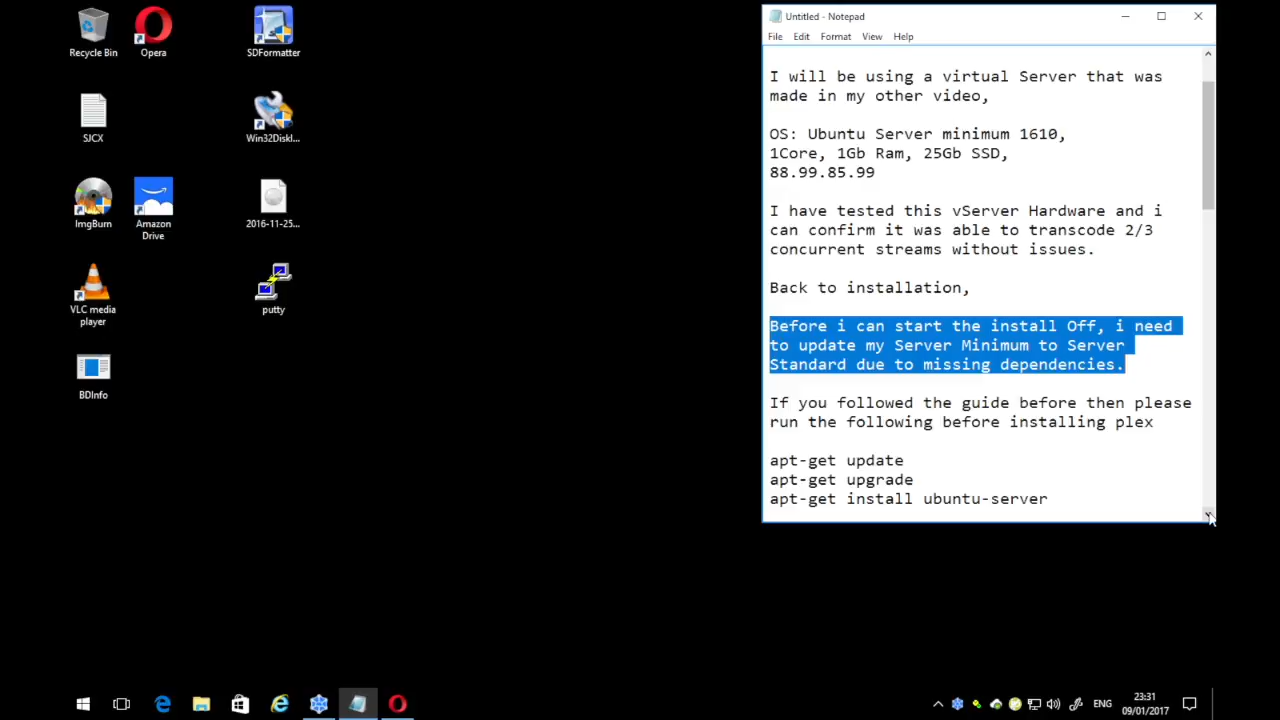 Recycle Bin
Opera
SDFormatter
SJCX
Win32DiskI...
ImgBurn
Amazon
Drive
2016-11-25...
VLC media
player
putty
BDInfo
Untitled - Notepad
File Edit Format View Help
I will be using a virtual Server that was
made in my other video,
OS: Ubuntu Server minimum 1610,
1Core, 1Gb Ram, 25Gb SSD,
88.99.85.99
I have tested this vServer Hardware and i
can confirm it was able to transcode 2/3
concurrent streams without issues.
Back to installation,
Before i can start the install Off, i need
to update my Server Minimum to Server
Standard due to missing dependencies.
If you followed the guide before then please
run the following before installing plex
apt-get update
apt-get upgrade
apt-get install ubuntu-server
ENG
23:31
09/01/2017